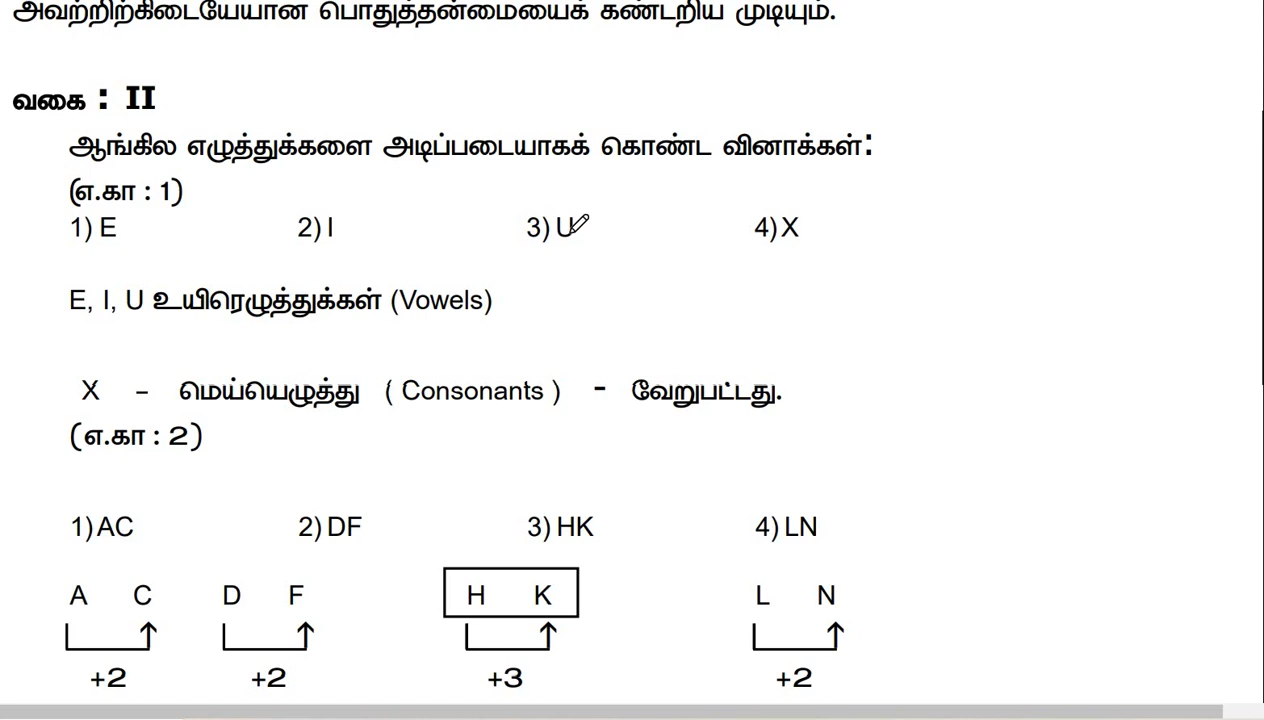 அவற்றிற்கிடையேயான பொதுத்தன்மையைக் கண்டறிய முடியும்.
வகை : II
ஆங்கில எழுத்துக்களை அடிப்படையாகக் கொண்ட வினாக்கள்:
(எ.கா : 1)
1) E 2) I 3) U 4) X
E, I, U உயிரெழுத்துக்கள் (Vowels)
X – மெய்யெழுத்து ( Consonants ) - வேறுபட்டது.
(எ.கா : 2)
1) AC 2) DF 3) HK 4) LN
A C D F H K L N
+2 +2 +3 +2